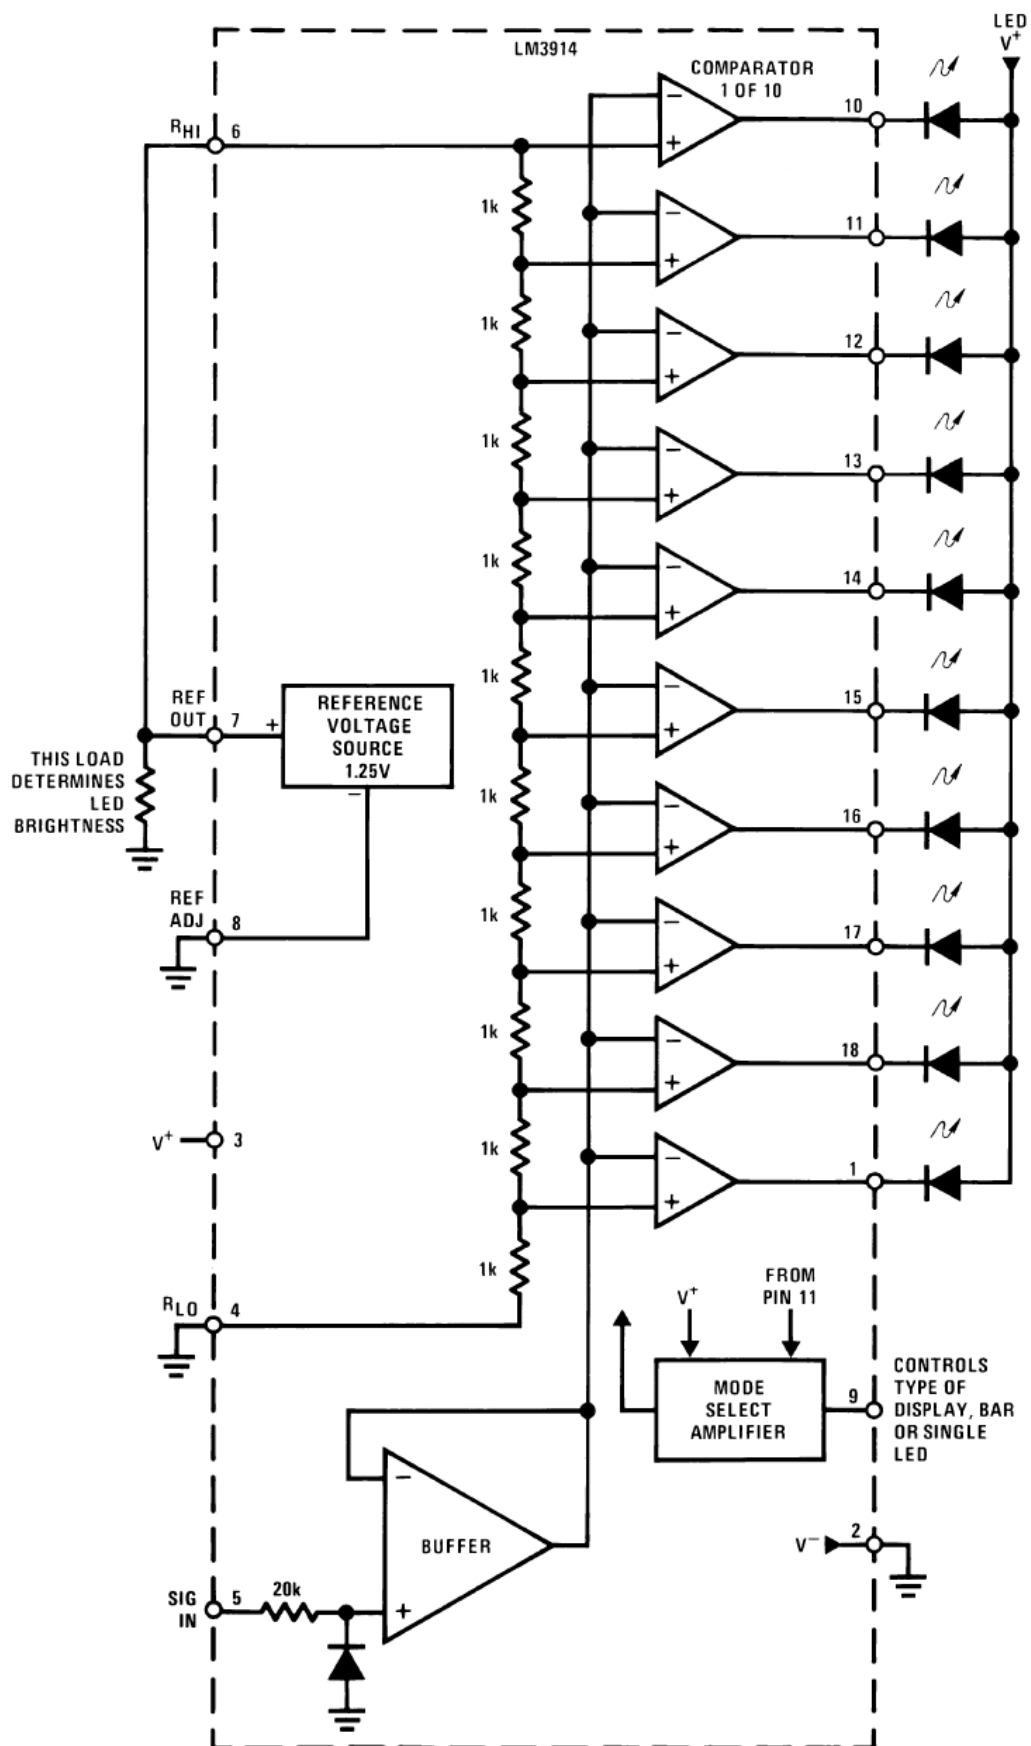 LED
V+
LM3914
COMPARATOR
1 OF 10
−
+
10
RHI
6
1k
−
+
11
1k
−
+
12
1k
−
+
13
1k
−
+
14
1k
−
+
15
REF
OUT
7
+
REFERENCE
VOLTAGE
SOURCE
1.25V
−
THIS LOAD
DETERMINES
LED
BRIGHTNESS
1k
−
+
16
REF
ADJ
8
1k
−
+
17
1k
−
+
18
V+
3
1k
−
+
1
1k
RLO
4
V+
FROM
PIN 11
MODE
SELECT
AMPLIFIER
9
CONTROLS
TYPE OF
DISPLAY, BAR
OR SINGLE
LED
−
BUFFER
+
V−
2
SIG
IN
5
20k